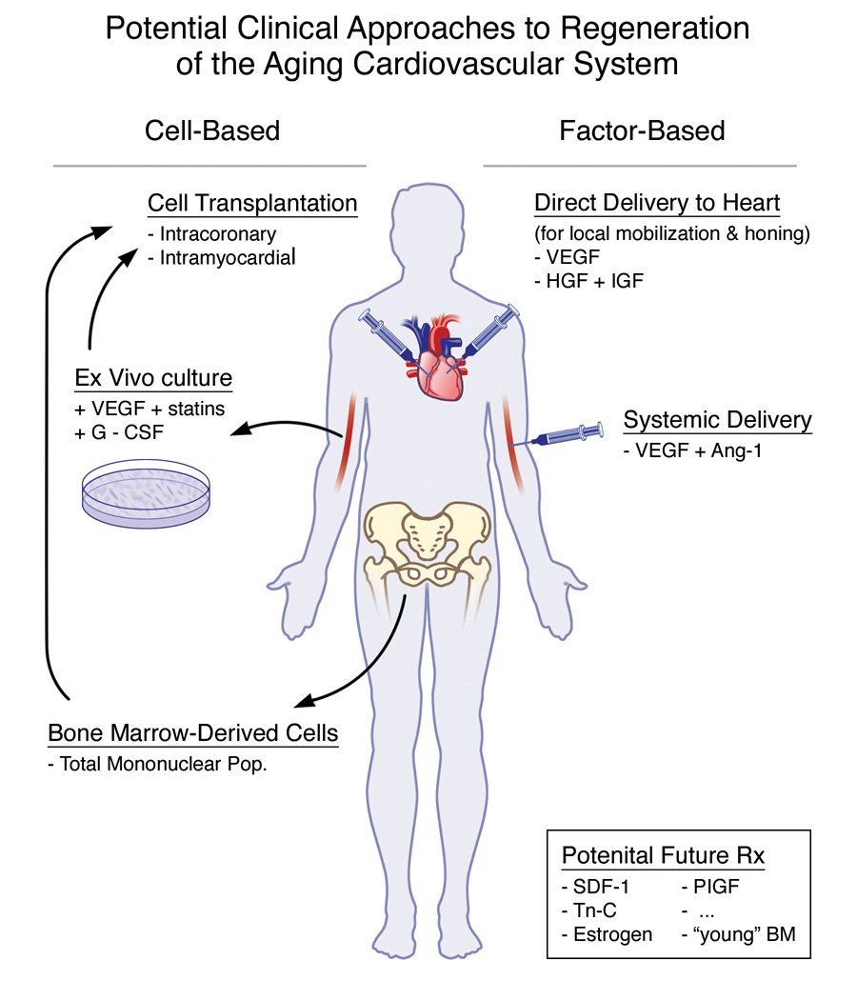 Potential Clinical Approaches to Regeneration
of the Aging Cardiovascular System
Cell-Based
Cell Transplantation
- Intracoronary
- Intramyocardial
Ex Vivo culture
+ VEGF + statins
+ G - CSF
Bone Marrow-Derived Cells
- Total Mononuclear Pop.
Factor-Based
Direct Delivery to Heart
(for local mobilization & honing)
- VEGF
- HGF + IGF
Systemic Delivery
- VEGF + Ang-1
Potenital Future Rx
- SDF-1
- Tn-C
- Estrogen
- PIGF
- ...
- “young” BM